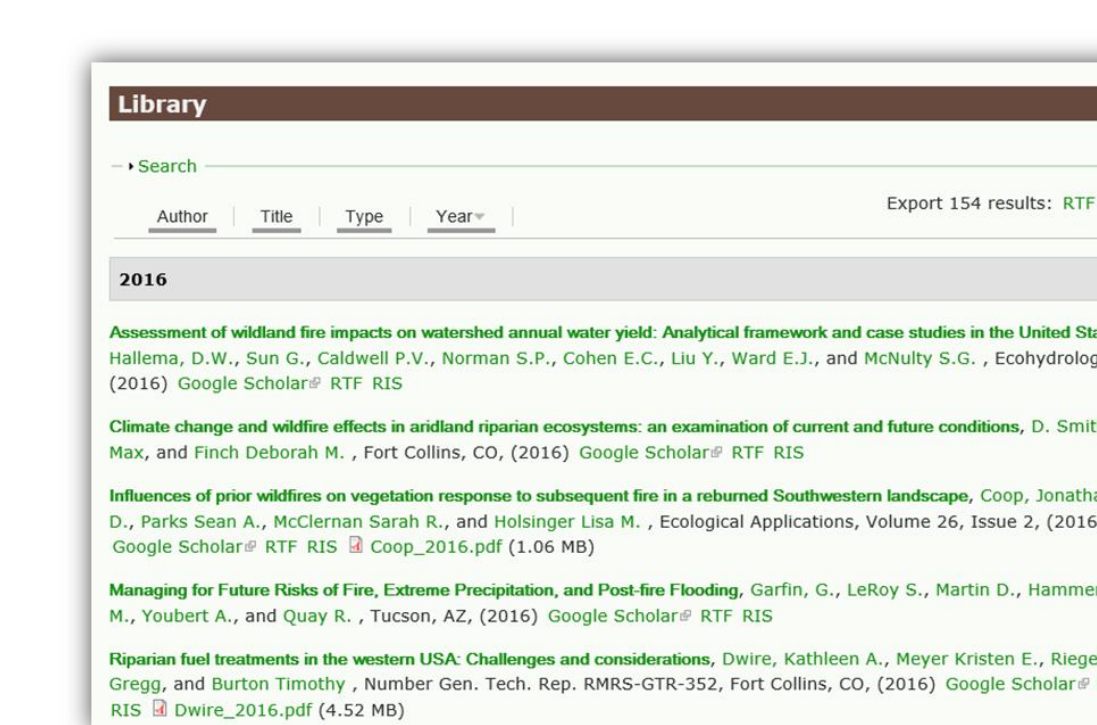 Library
Search
Author Title Type Year
Export 154 results: RTF
2016
Assessment of wildland fire impacts on watershed annual water yield: Analytical framework and case studies in the United
Hallema, D.W., Sun G., Caldwell P.V., Norman S.P., Cohen E.C., Liu Y., Ward E.J., and McNulty S.G. ,
(2016) Google Scholar RTF RIS
Climate change and wildfire effects in aridland riparian ecosystems: an examination of current and future conditions, D.
Max, and Finch Deborah M. , Fort Collins, CO, (2016) Google Scholar RTF RIS
Influences of prior wildfires on vegetation response to subsequent fire in a reburned Southwestern landscape, Coop,
D., Parks Sean A., McClernan Sarah R., and Holsinger Lisa M. , Ecological Applications, Volume 26, Issue 2, (2016
Google Scholar RTF RIS Coop_2016.pdf (1.06 MB)
Managing for Future Risks of Fire, Extreme Precipitation, and Post-fire Flooding, Garfin, G., LeRoy S., Martin D.,
M., Youbert A., and Quay R. , Tucson, AZ, (2016) Google Scholar RTF RIS
Riparian fuel treatments in the western USA: Challenges and considerations, Dwire, Kathleen A., Meyer Kristen E.,
Gregg, and Burton Timothy , Number Gen. Tech. Rep. RMRS-GTR-352, Fort Collins, CO, (2016) Google Scholar
RIS Dwire_2016.pdf (4.52 MB)